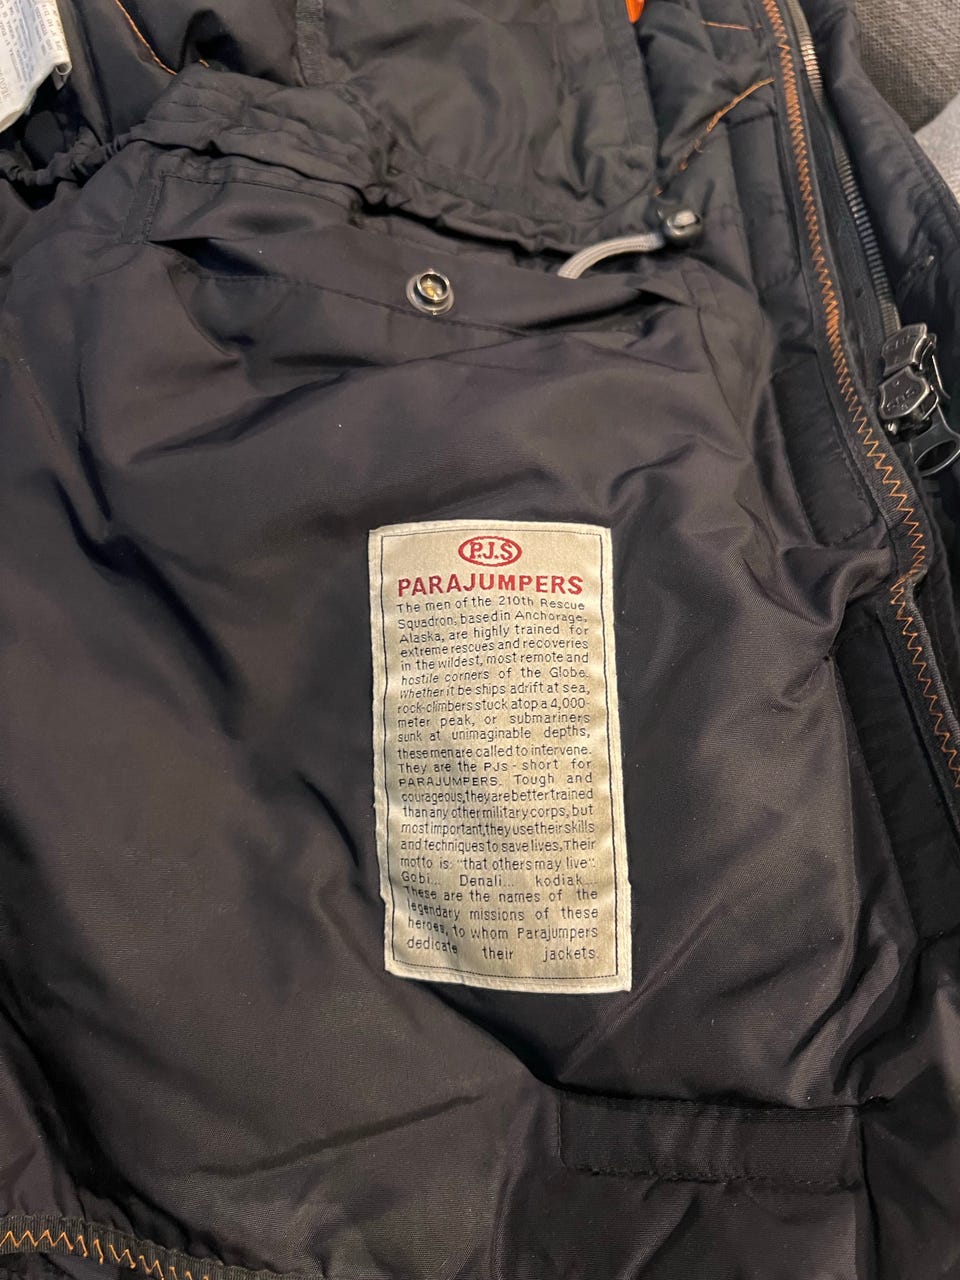 P.J.S
PARAJUMPERS
The men of the 210th Rescue
Squadron, based in Anchorage,
Alaska, are highly trained for
extreme rescues and recoveries
in the wildest, most remote and
hostile corners of the Globe.
Whether it be ships adrift at sea,
rock-climbers stuck atop a 4,000-
meter peak, or submariners
sunk at unimaginable depths,
these men are called to intervene.
They are the PJs - short for
PARAJUMPERS. Tough and
courageous, they are better trained
than any other military corps, but
most important, they use their skills
and techniques to save lives. Their
motto is: "that others may live":
Gobi... Denali... kodiak...
These are the names of the
legendary missions of these
heroes, to whom Parajumpers
dedicate their jackets.